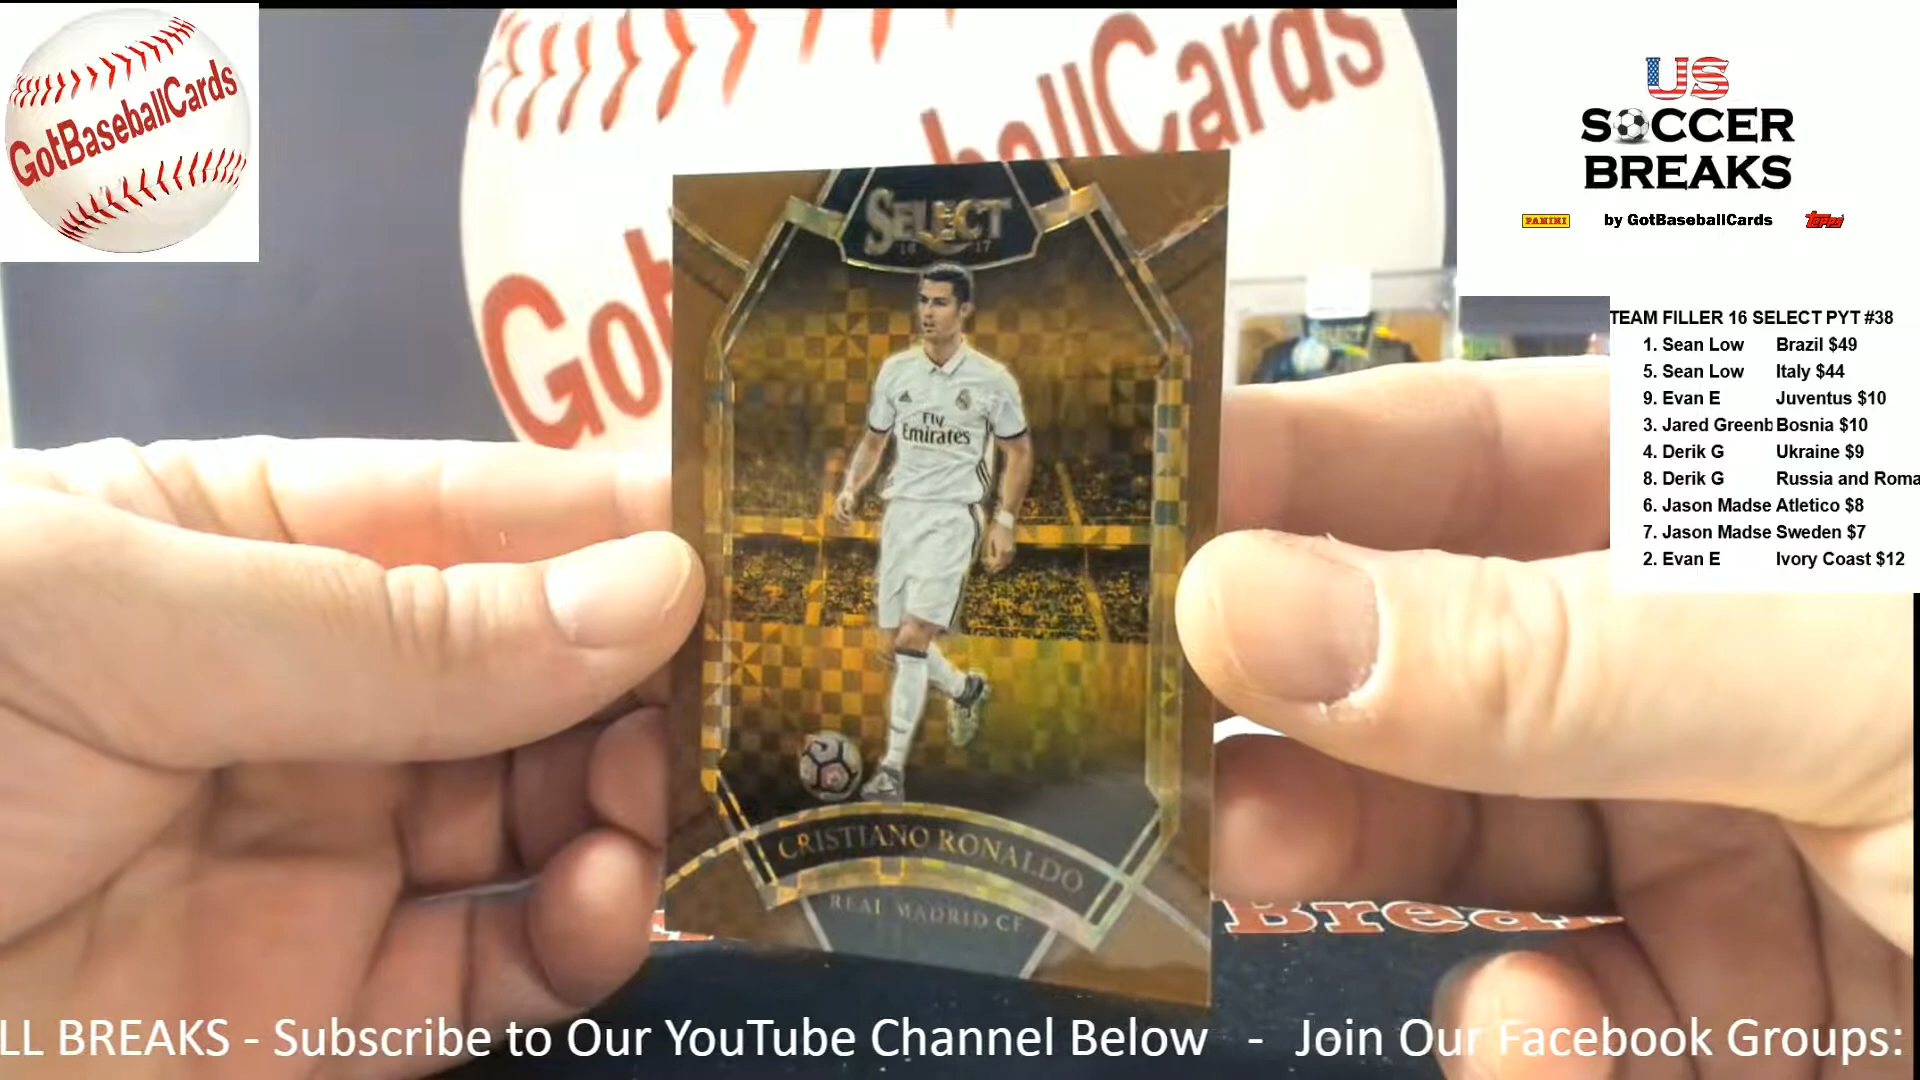 GotBaseballCards
GotBaseballCards
US
SOCCER
BREAKS
PANINI
by GotBaseballCards
Topps
TEAM FILLER 16 SELECT PYT #38
1. Sean Low Brazil $49
5. Sean Low Italy $44
9. Evan E Juventus $10
3. Jared Greenb Bosnia $10
4. Derik G Ukraine $9
8. Derik G Russia and Roma
6. Jason Madse Atletico $8
7. Jason Madse Sweden $7
2. Evan E Ivory Coast $12
SELECT
16 17
Fly
Emirates
CRISTIANO RONALDO
REAL MADRID CF
Brea
LL BREAKS - Subscribe to Our YouTube Channel Below - Join Our Facebook Groups: